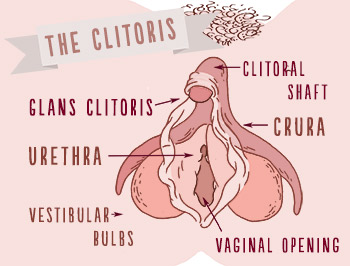 THE CLITORIS
CLITORAL
SHAFT
GLANS CLITORIS
CRURA
URETHRA
VESTIBULAR
BULBS
VAGINAL OPENING